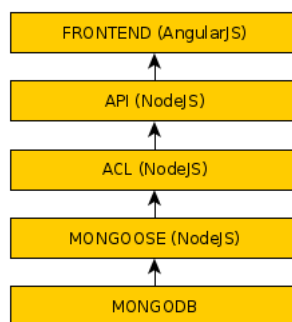 FRONTEND (AngularJS)
API (NodeJS)
ACL (NodeJS)
MONGOOSE (NodeJS)
MONGODB